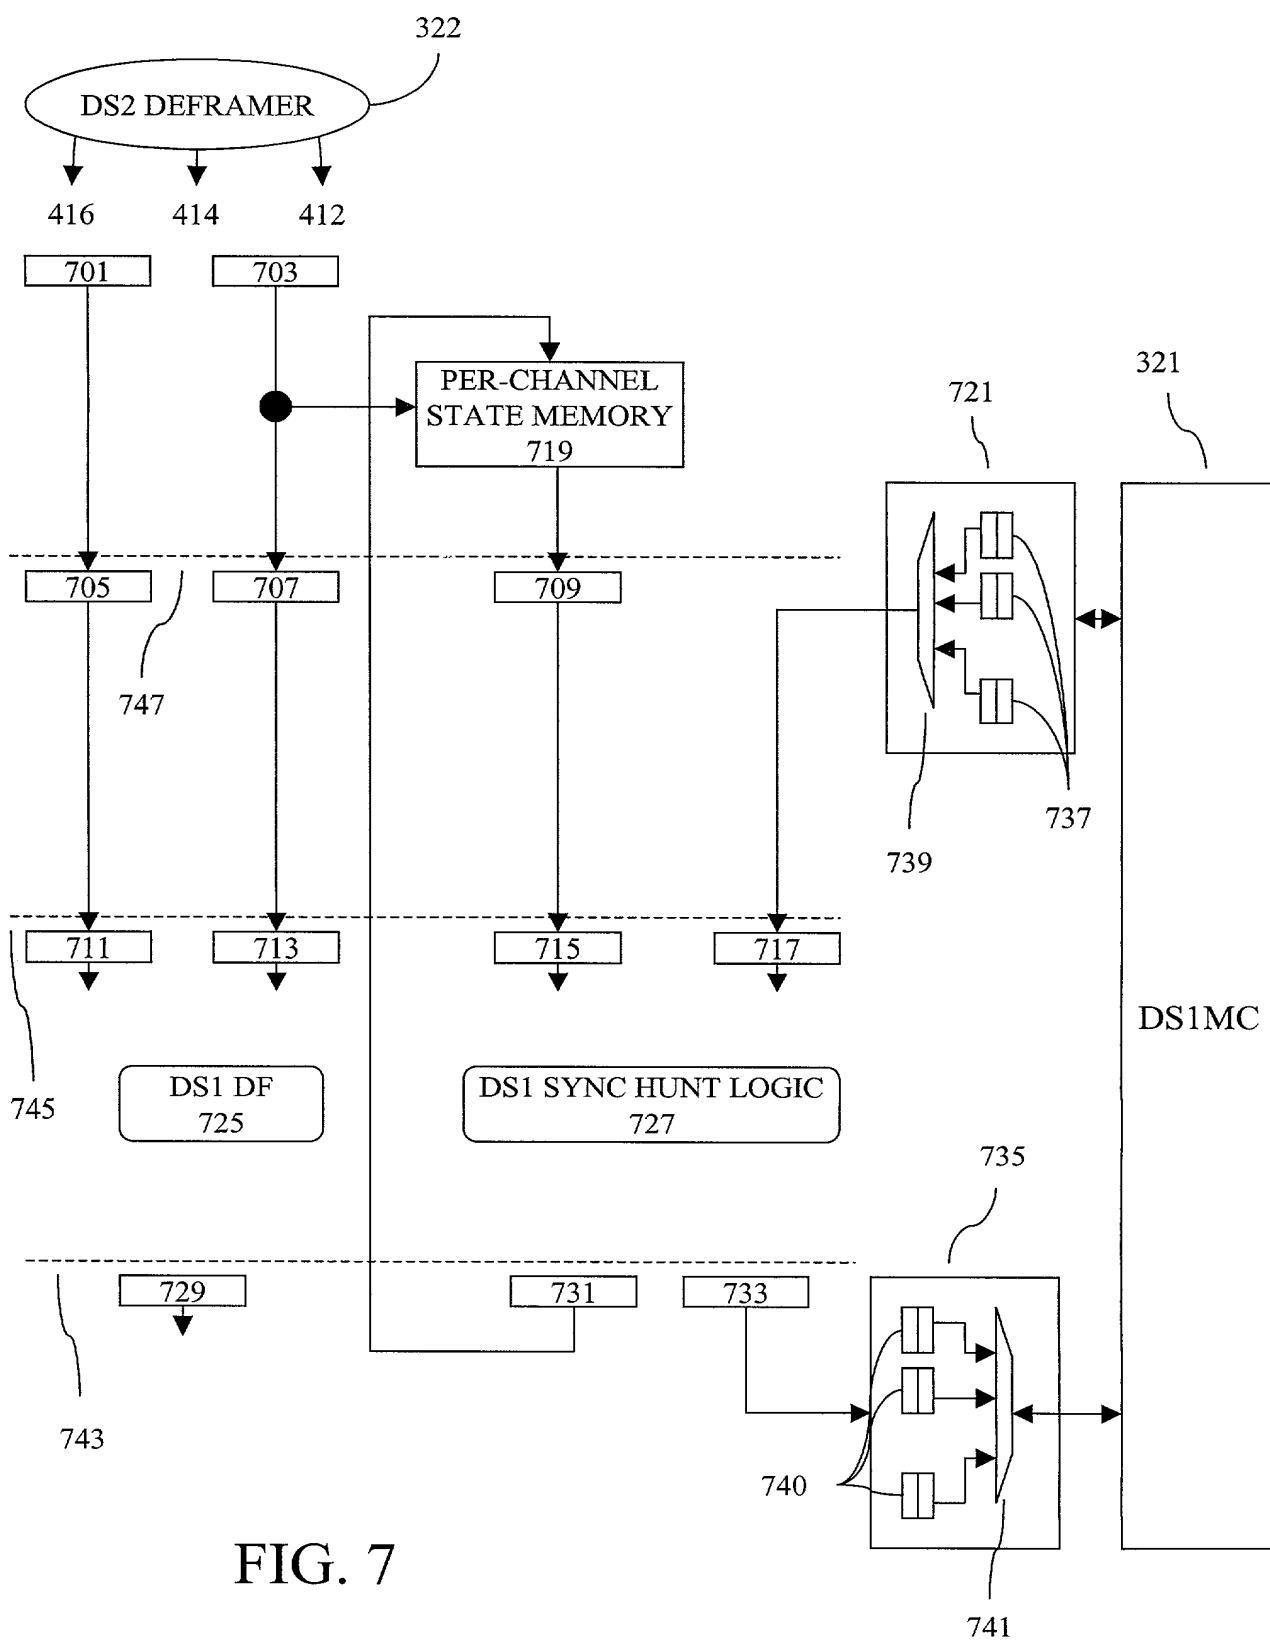 322
DS2 DEFRAMER
416 414 412
701 703
PER-CHANNEL
STATE MEMORY
719
321
721
705 707 709
747
737
739
711 713 715 717
DS1MC
DS1 DF
725
DS1 SYNC HUNT LOGIC
727
745
735
729 731 733
743
740
FIG. 7
741